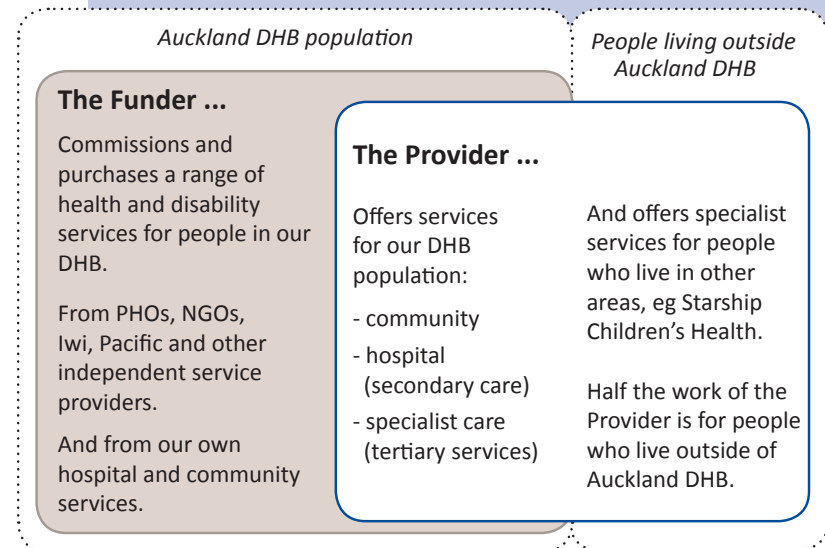 Auckland DHB population
People living outside
Auckland DHB
The Funder ...
Commissions and
purchases a range of
health and disability
services for people in our
DHB.
From PHOs, NGOs,
Iwi, Pacific and other
independent service
providers.
And from our own
hospital and community
services.
The Provider ...
Offers services
for our DHB
population:
- community
- hospital
(secondary care)
- specialist care
(tertiary services)
And offers specialist
services for people
who live in other
areas, eg Starship
Children’s Health.
Half the work of the
Provider is for people
who live outside of
Auckland DHB.